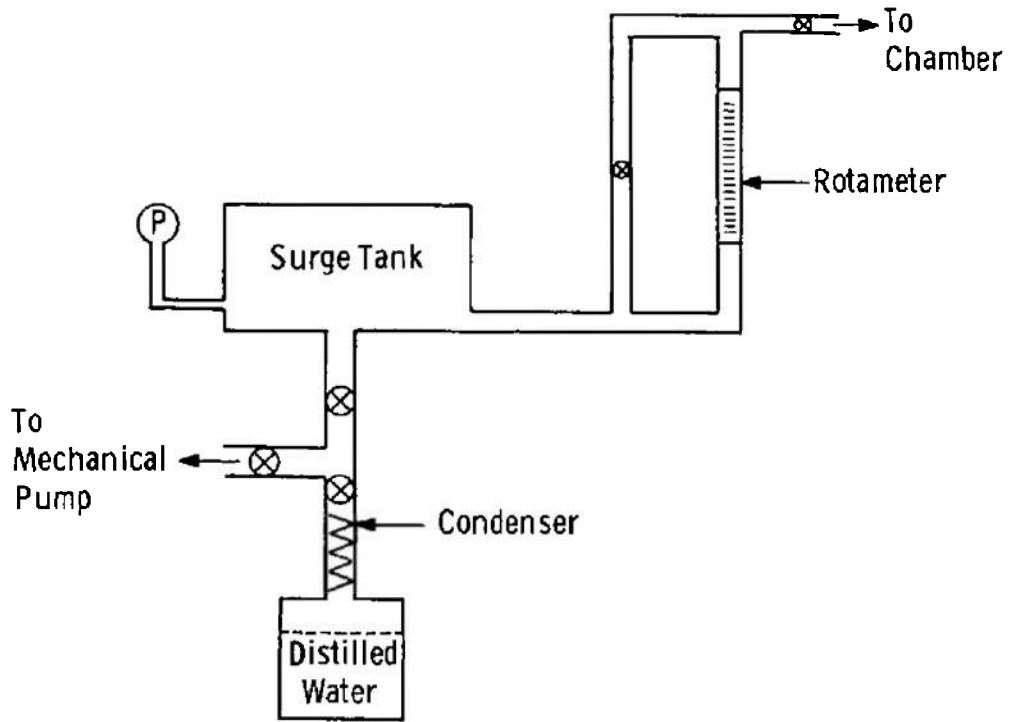 To
Chamber
Rotameter
P
Surge Tank
To
Mechanical
Pump
Condenser
Distilled
Water